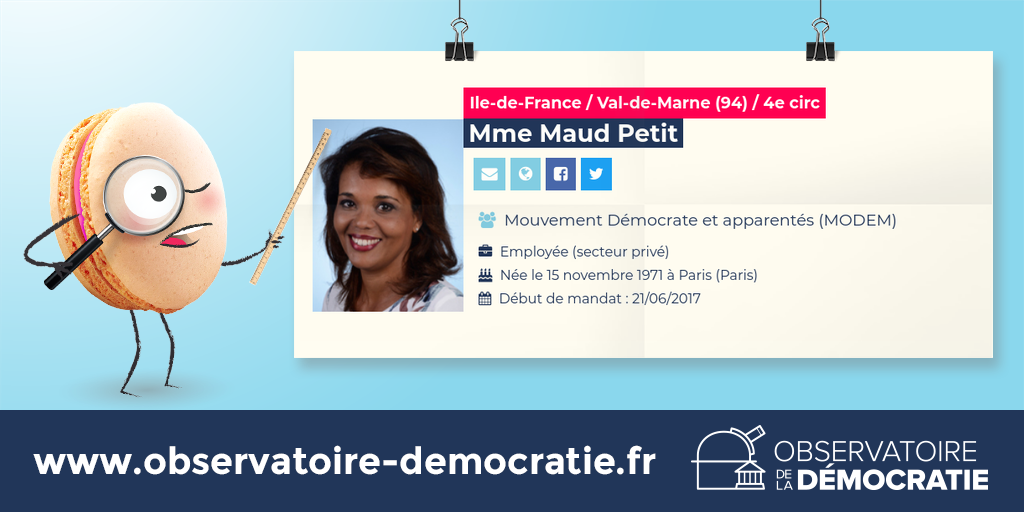 Ile-de-France / Val-de-Marne (94) / 4e circ
Mme Maud Petit
Mouvement Démocrate et apparentés (MODEM)
Employée (secteur privé)
Née le 15 novembre 1971 à Paris (Paris)
Début de mandat : 21/06/2017
www.observatoire-democratie.fr
OBSERVATOIRE
DE LA DÉMOCRATIE